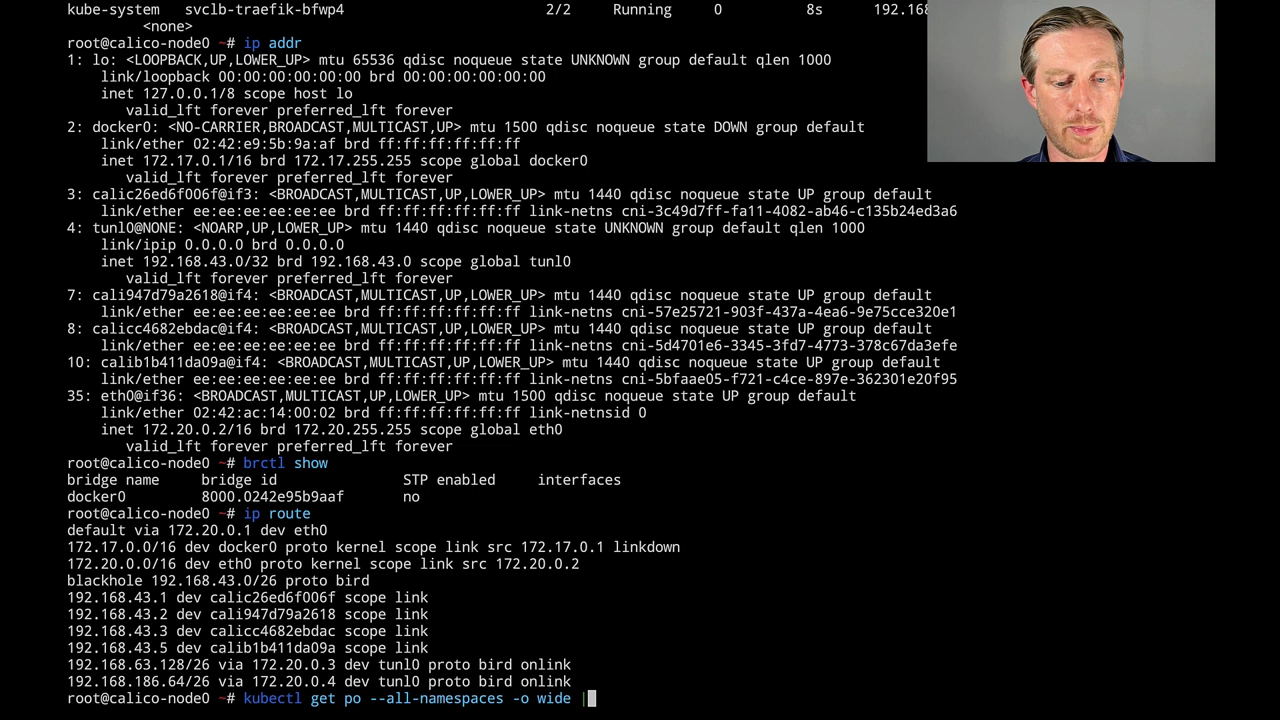 kube-system   svclb-traefik-bfwp4                        2/2     Running     0          8s      192.168
         <none>
root@calico-node0 ~# ip addr
1: lo: <LOOPBACK,UP,LOWER_UP> mtu 65536 qdisc noqueue state UNKNOWN group default qlen 1000
    link/loopback 00:00:00:00:00:00 brd 00:00:00:00:00:00
    inet 127.0.0.1/8 scope host lo
       valid_lft forever preferred_lft forever
2: docker0: <NO-CARRIER,BROADCAST,MULTICAST,UP> mtu 1500 qdisc noqueue state DOWN group default
    link/ether 02:42:e9:5b:9a:af brd ff:ff:ff:ff:ff:ff
    inet 172.17.0.1/16 brd 172.17.255.255 scope global docker0
       valid_lft forever preferred_lft forever
3: calic26ed6f006f@if3: <BROADCAST,MULTICAST,UP,LOWER_UP> mtu 1440 qdisc noqueue state UP group default
    link/ether ee:ee:ee:ee:ee:ee brd ff:ff:ff:ff:ff:ff link-netns cni-3c49d7ff-fa11-4082-ab46-c135b24ed3a6
4: tunl0@NONE: <NOARP,UP,LOWER_UP> mtu 1440 qdisc noqueue state UNKNOWN group default qlen 1000
    link/ipip 0.0.0.0 brd 0.0.0.0
    inet 192.168.43.0/32 brd 192.168.43.0 scope global tunl0
       valid_lft forever preferred_lft forever
7: cali947d79a2618@if4: <BROADCAST,MULTICAST,UP,LOWER_UP> mtu 1440 qdisc noqueue state UP group default
    link/ether ee:ee:ee:ee:ee:ee brd ff:ff:ff:ff:ff:ff link-netns cni-57e25721-903f-437a-4ea6-9e75cce320e1
8: calicc4682ebdac@if4: <BROADCAST,MULTICAST,UP,LOWER_UP> mtu 1440 qdisc noqueue state UP group default
    link/ether ee:ee:ee:ee:ee:ee brd ff:ff:ff:ff:ff:ff link-netns cni-5d4701e6-3345-3fd7-4773-378c67da3efe
10: calib1b411da09a@if4: <BROADCAST,MULTICAST,UP,LOWER_UP> mtu 1440 qdisc noqueue state UP group default
    link/ether ee:ee:ee:ee:ee:ee brd ff:ff:ff:ff:ff:ff link-netns cni-5bfaae05-f721-c4ce-897e-362301e20f95
35: eth0@if36: <BROADCAST,MULTICAST,UP,LOWER_UP> mtu 1500 qdisc noqueue state UP group default
    link/ether 02:42:ac:14:00:02 brd ff:ff:ff:ff:ff:ff link-netnsid 0
    inet 172.20.0.2/16 brd 172.20.255.255 scope global eth0
       valid_lft forever preferred_lft forever
root@calico-node0 ~# brctl show
bridge name     bridge id               STP enabled     interfaces
docker0         8000.0242e95b9aaf       no
root@calico-node0 ~# ip route
default via 172.20.0.1 dev eth0
172.17.0.0/16 dev docker0 proto kernel scope link src 172.17.0.1 linkdown
172.20.0.0/16 dev eth0 proto kernel scope link src 172.20.0.2
blackhole 192.168.43.0/26 proto bird
192.168.43.1 dev calic26ed6f006f scope link
192.168.43.2 dev cali947d79a2618 scope link
192.168.43.3 dev calicc4682ebdac scope link
192.168.43.5 dev calib1b411da09a scope link
192.168.63.128/26 via 172.20.0.3 dev tunl0 proto bird onlink
192.168.186.64/26 via 172.20.0.4 dev tunl0 proto bird onlink
root@calico-node0 ~# kubectl get po --all-namespaces -o wide |